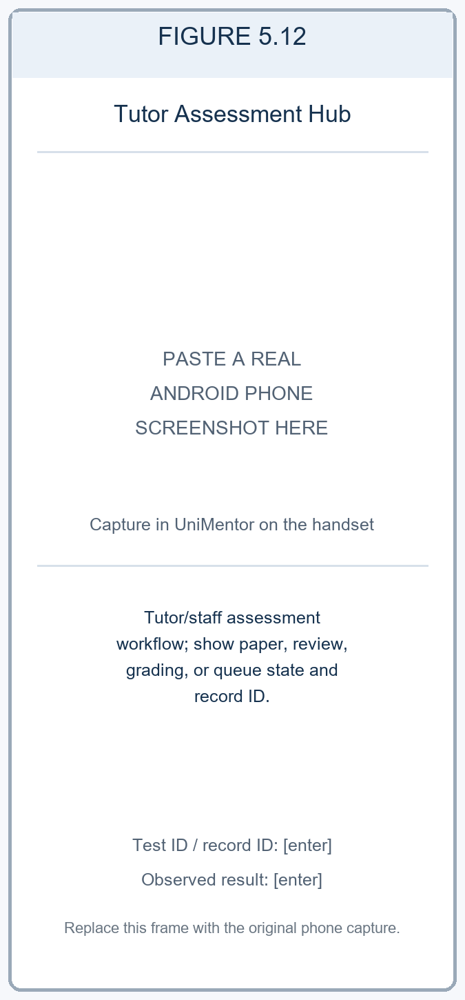 FIGURE 5.12
Tutor Assessment Hub
PASTE A REAL
ANDROID PHONE
SCREENSHOT HERE
Capture in UniMentor on the handset
Tutor/staff assessment
workflow; show paper, review,
grading, or queue state and
record ID.
Test ID / record ID: [enter]
Observed result: [enter]
Replace this frame with the original phone capture.